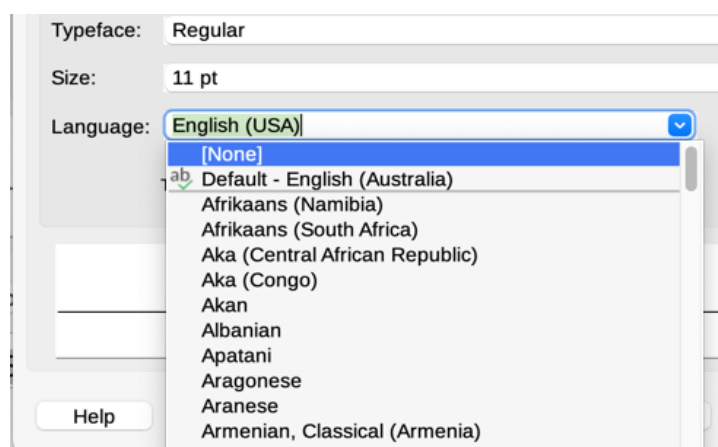 Typeface: Regular
Size: 11 pt
Language: English (USA)
[None]
Default - English (Australia)
Afrikaans (Namibia)
Afrikaans (South Africa)
Aka (Central African Republic)
Aka (Congo)
Akan
Albanian
Apatani
Aragonese
Aranese
Help
Armenian, Classical (Armenia)